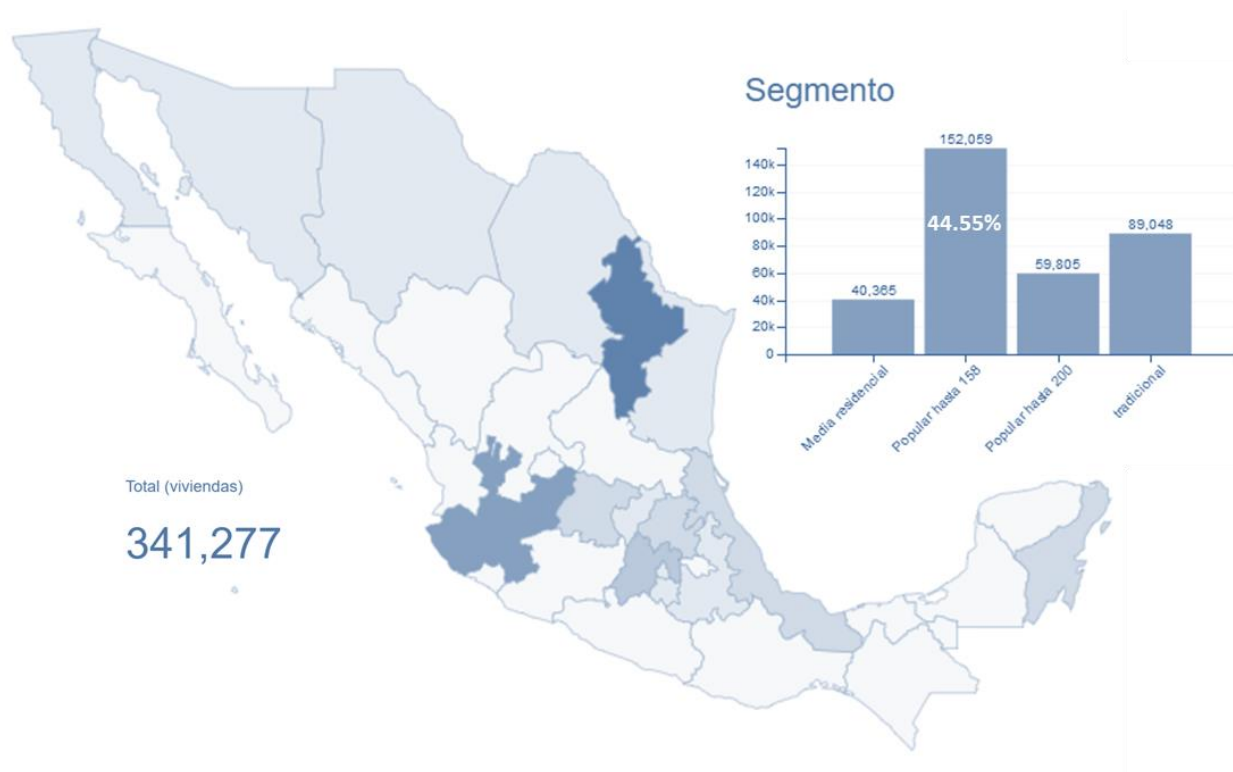 Segmento
152,059
140k
120k
100k
80k
60k
40k
20k
0
44.55%
89,048
59,805
40,365
Media residencial
Popular hasta 158
Popular hasta 200
tradicional
Total (viviendas)
341,277